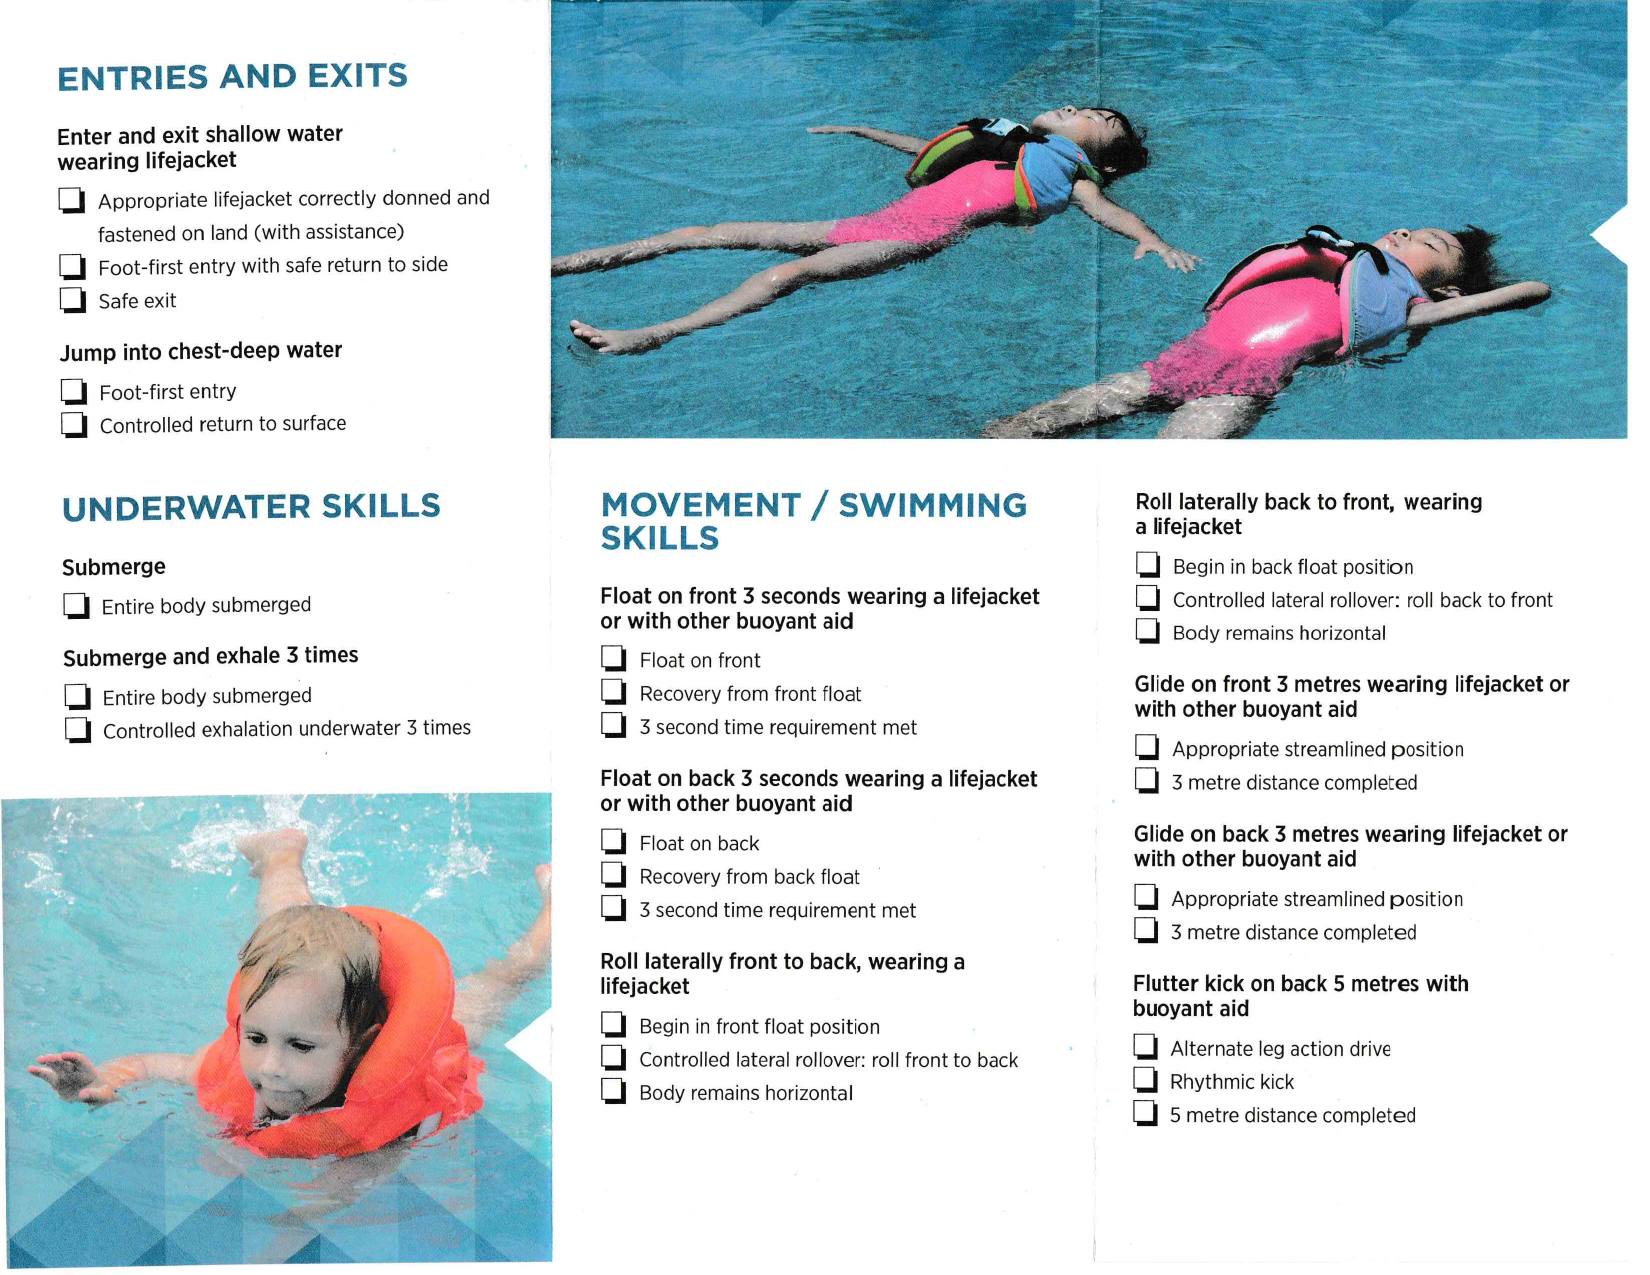 ENTRIES AND EXITS
Enter and exit shallow water
wearing lifejacket
Appropriate lifejacket correctly donned and
fastened on land (with assistance)
Foot-first entry with safe return to side
Safe exit
Jump into chest-deep water
Foot-first entry
Controlled return to surface
UNDERWATER SKILLS
Submerge
Entire body submerged
Submerge and exhale 3 times
Entire body submerged
Controlled exhalation underwater 3 times
MOVEMENT / SWIMMING
SKILLS
Float on front 3 seconds wearing a lifejacket
or with other buoyant aid
Float on front
Recovery from front float
3 second time requirement met
Float on back 3 seconds wearing a lifejacket
or with other buoyant aid
Float on back
Recovery from back float
3 second time requirement met
Roll laterally front to back, wearing a
lifejacket
Begin in front float position
Controlled lateral rollover: roll front to back
Body remains horizontal
Roll laterally back to front, wearing
a lifejacket
Begin in back float position
Controlled lateral rollover: roll back to front
Body remains horizontal
Glide on front 3 metres wearing lifejacket or
with other buoyant aid
Appropriate streamlined position
3 metre distance completed
Glide on back 3 metres wearing lifejacket or
with other buoyant aid
Appropriate streamlined position
3 metre distance completed
Flutter kick on back 5 metres with
buoyant aid
Alternate leg action drive
Rhythmic kick
5 metre distance completed